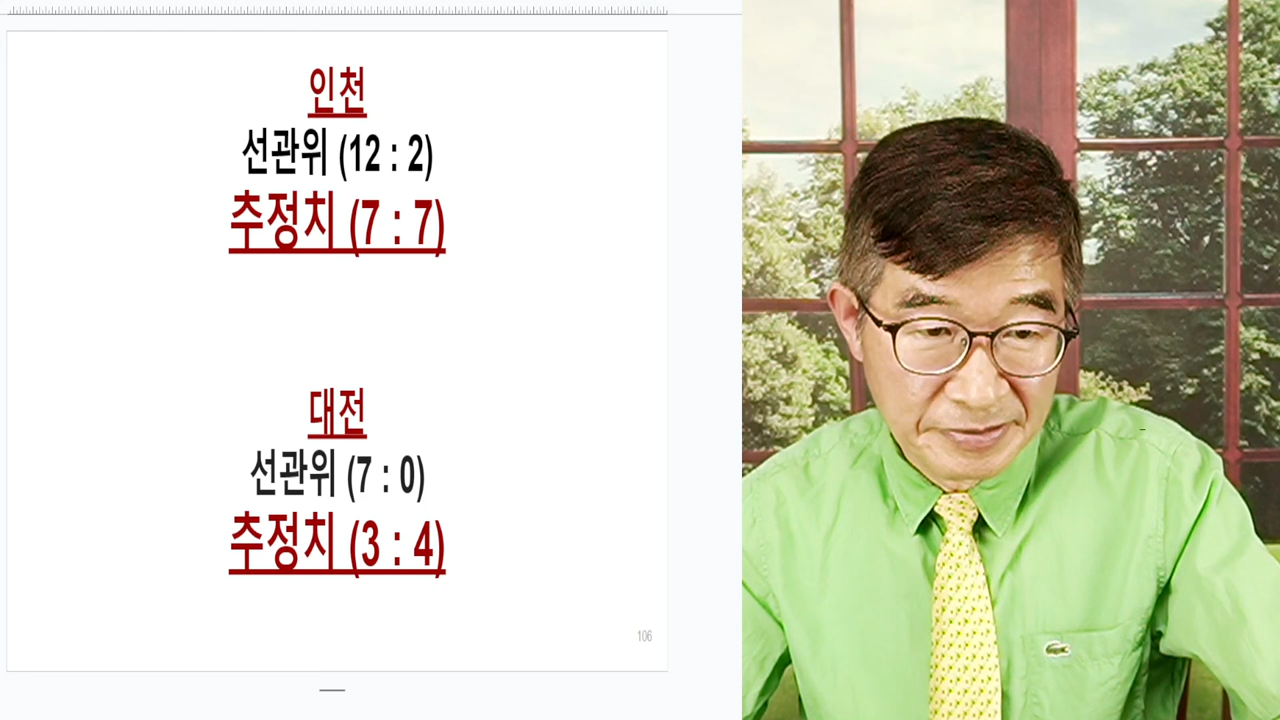 인천
선관위 (12 : 2)
추정치 (7 : 7)
대전
선관위 (7 : 0)
추정치 (3 : 4)
106